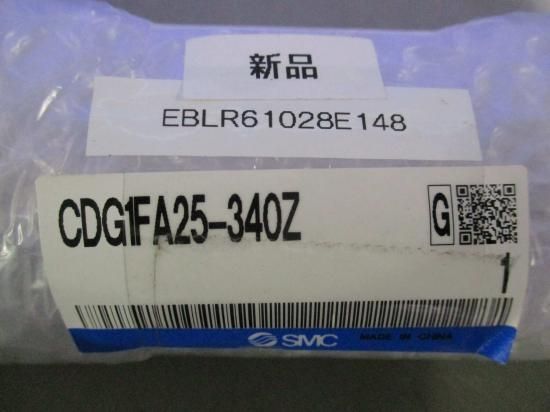 新品
EBLR61028E148
CDG1FA25-340Z
G
1
SMC MADE IN CHINA